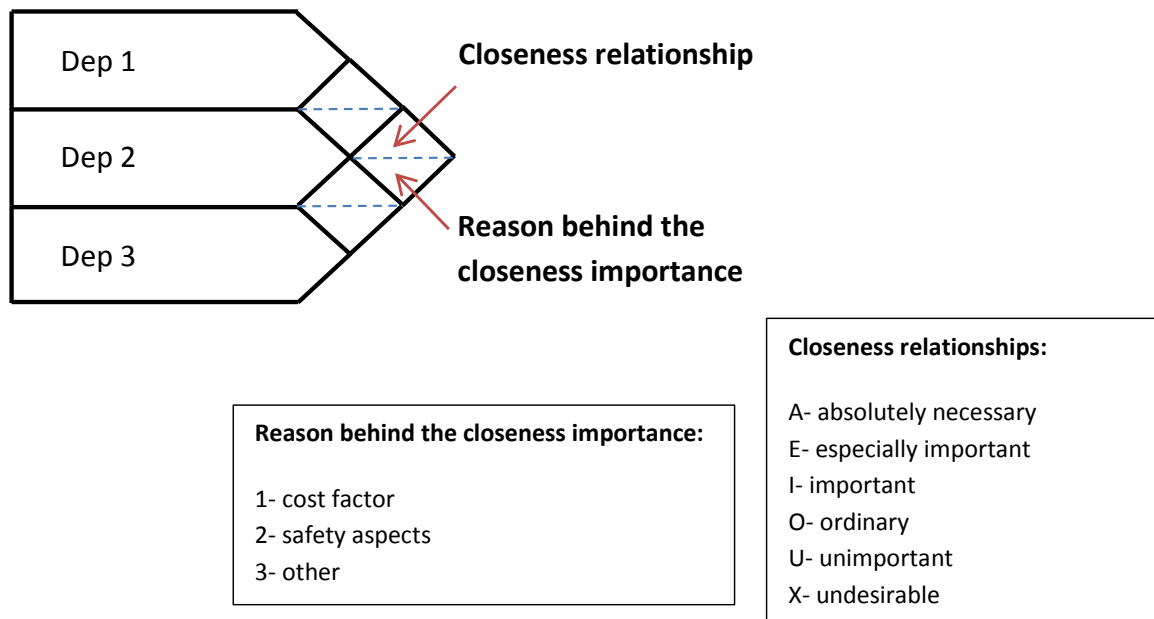 Dep 1
Closeness relationship
Dep 2
Reason behind the
closeness importance
Dep 3
Closeness relationships:
A- absolutely necessary
E- especially important
I- important
O- ordinary
U- unimportant
X- undesirable
Reason behind the closeness importance:
1- cost factor
2- safety aspects
3- other